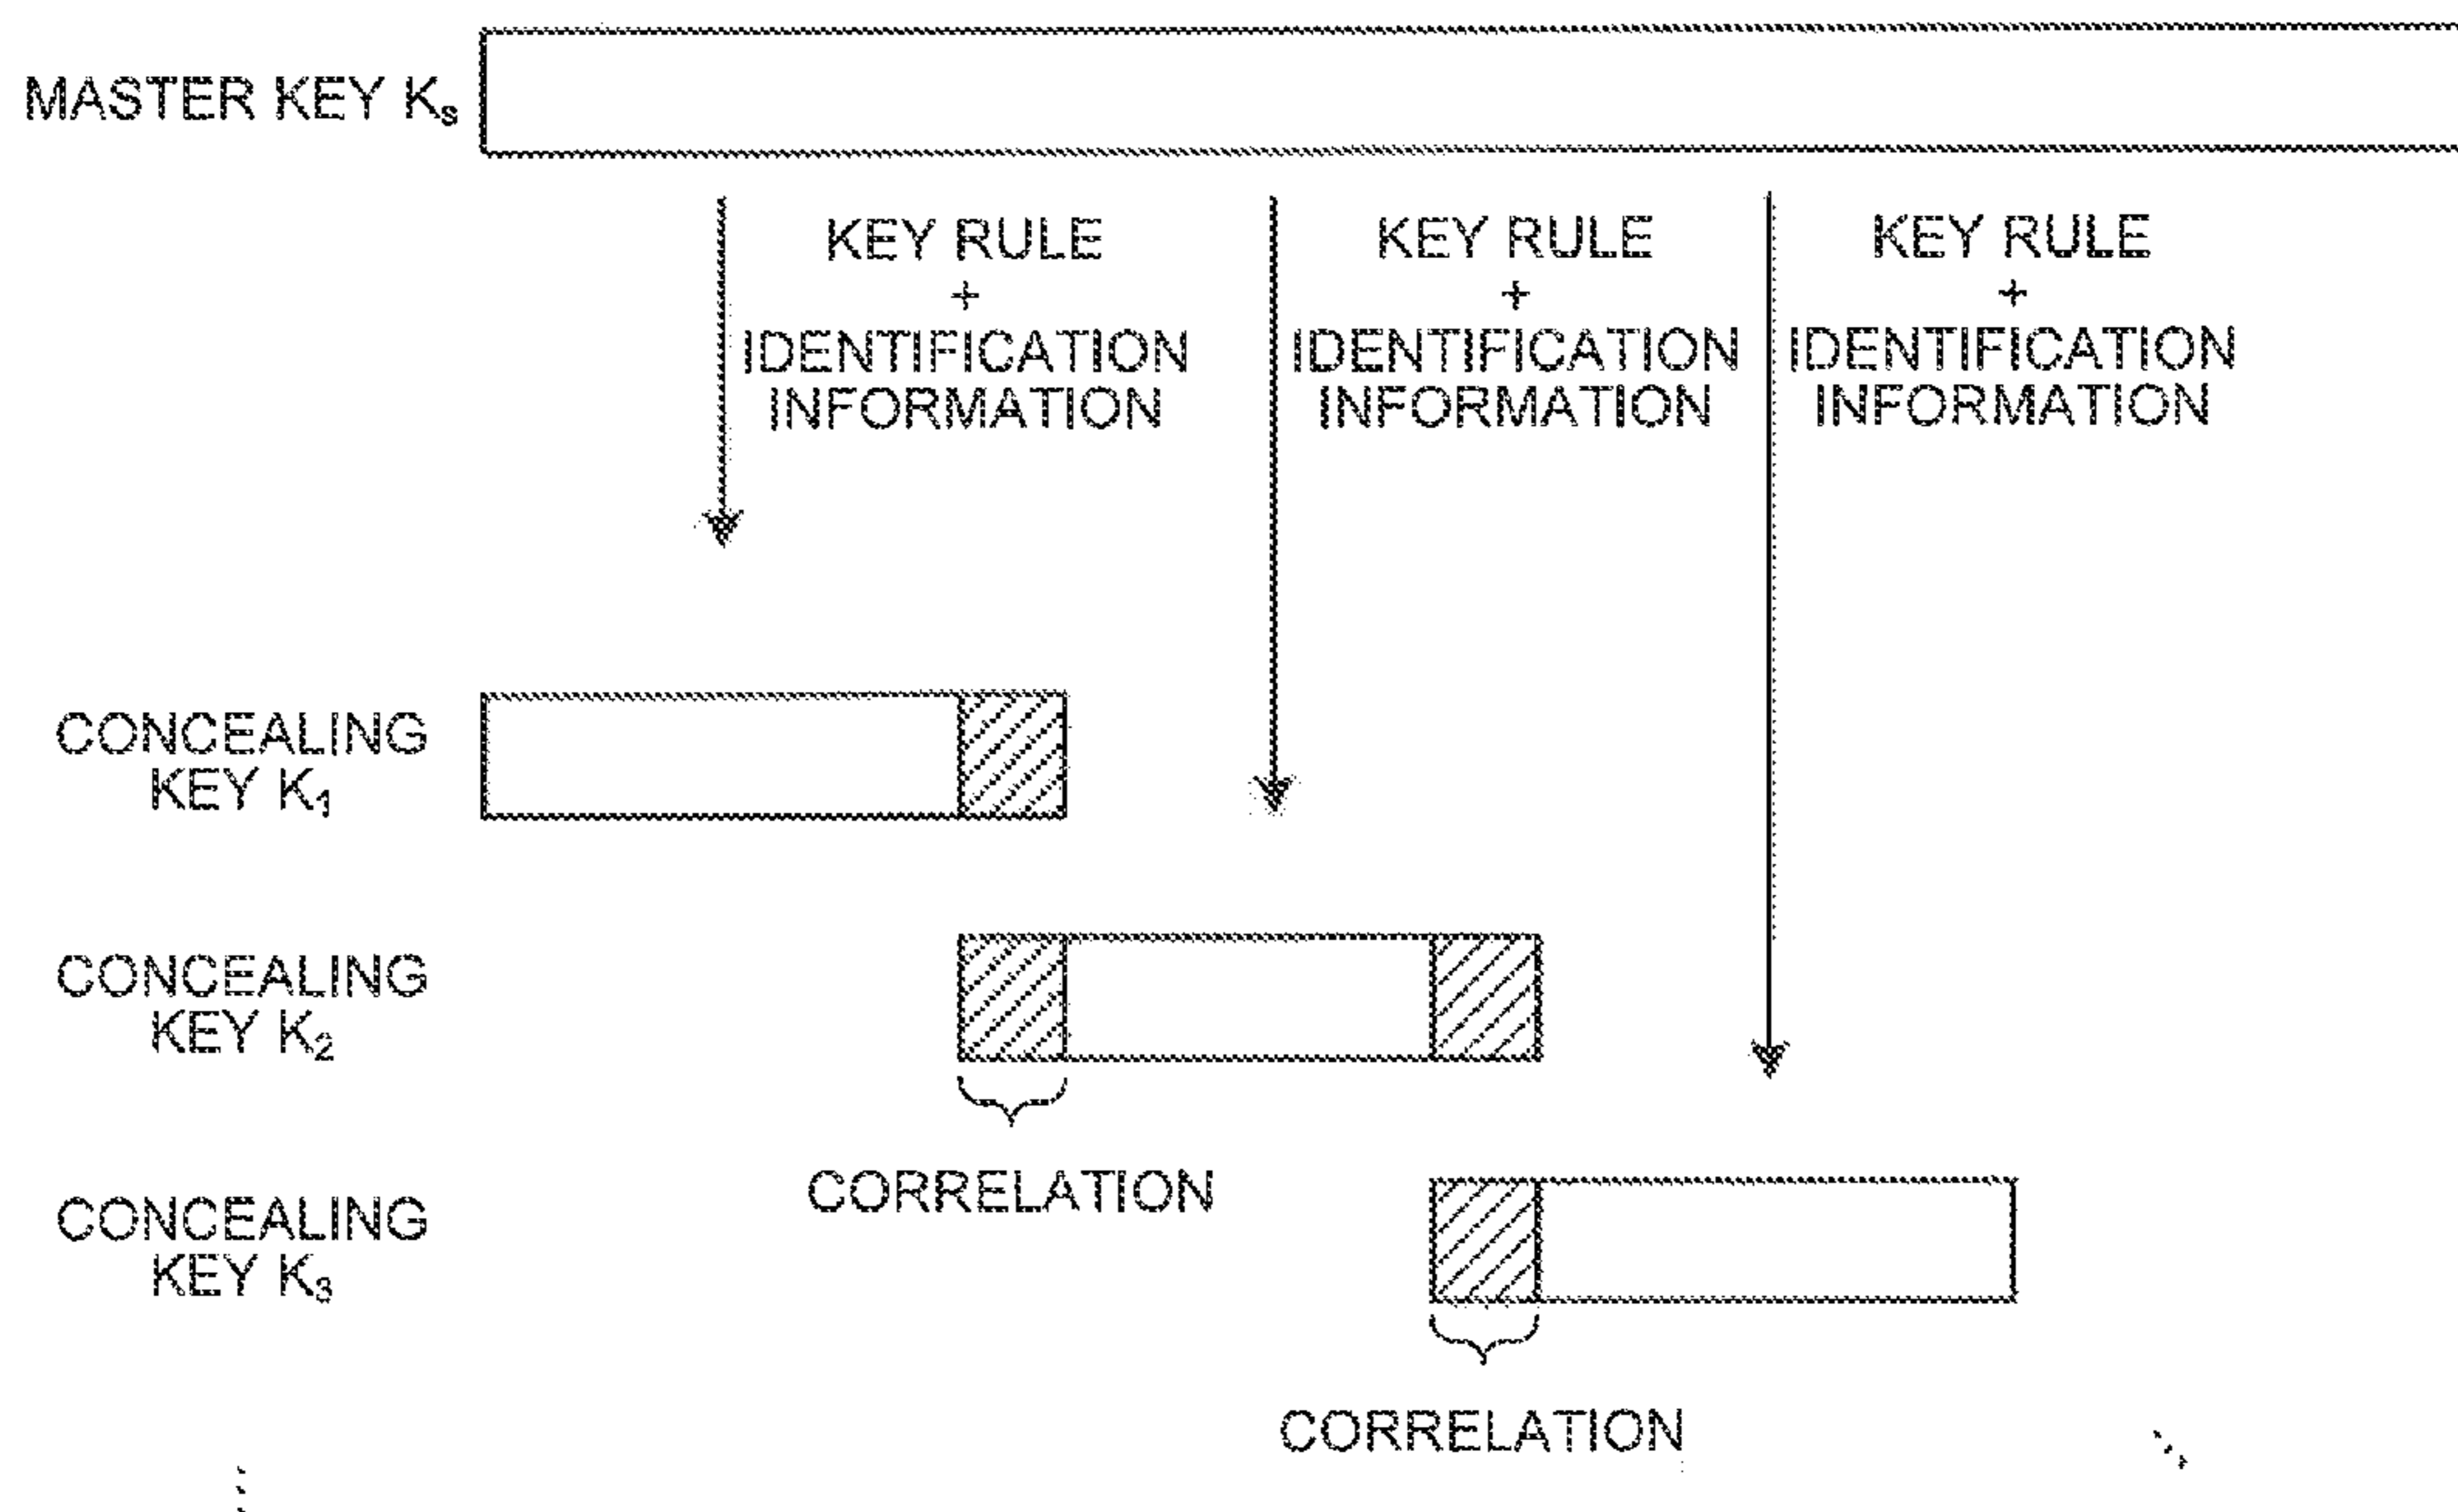 MASTER KEY Ks
KEY RULE
+
IDENTIFICATION
INFORMATION
KEY RULE
+
IDENTIFICATION
INFORMATION
KEY RULE
+
IDENTIFICATION
INFORMATION
CONCEALING
KEY K1
CONCEALING
KEY K2
CORRELATION
CONCEALING
KEY K3
CORRELATION